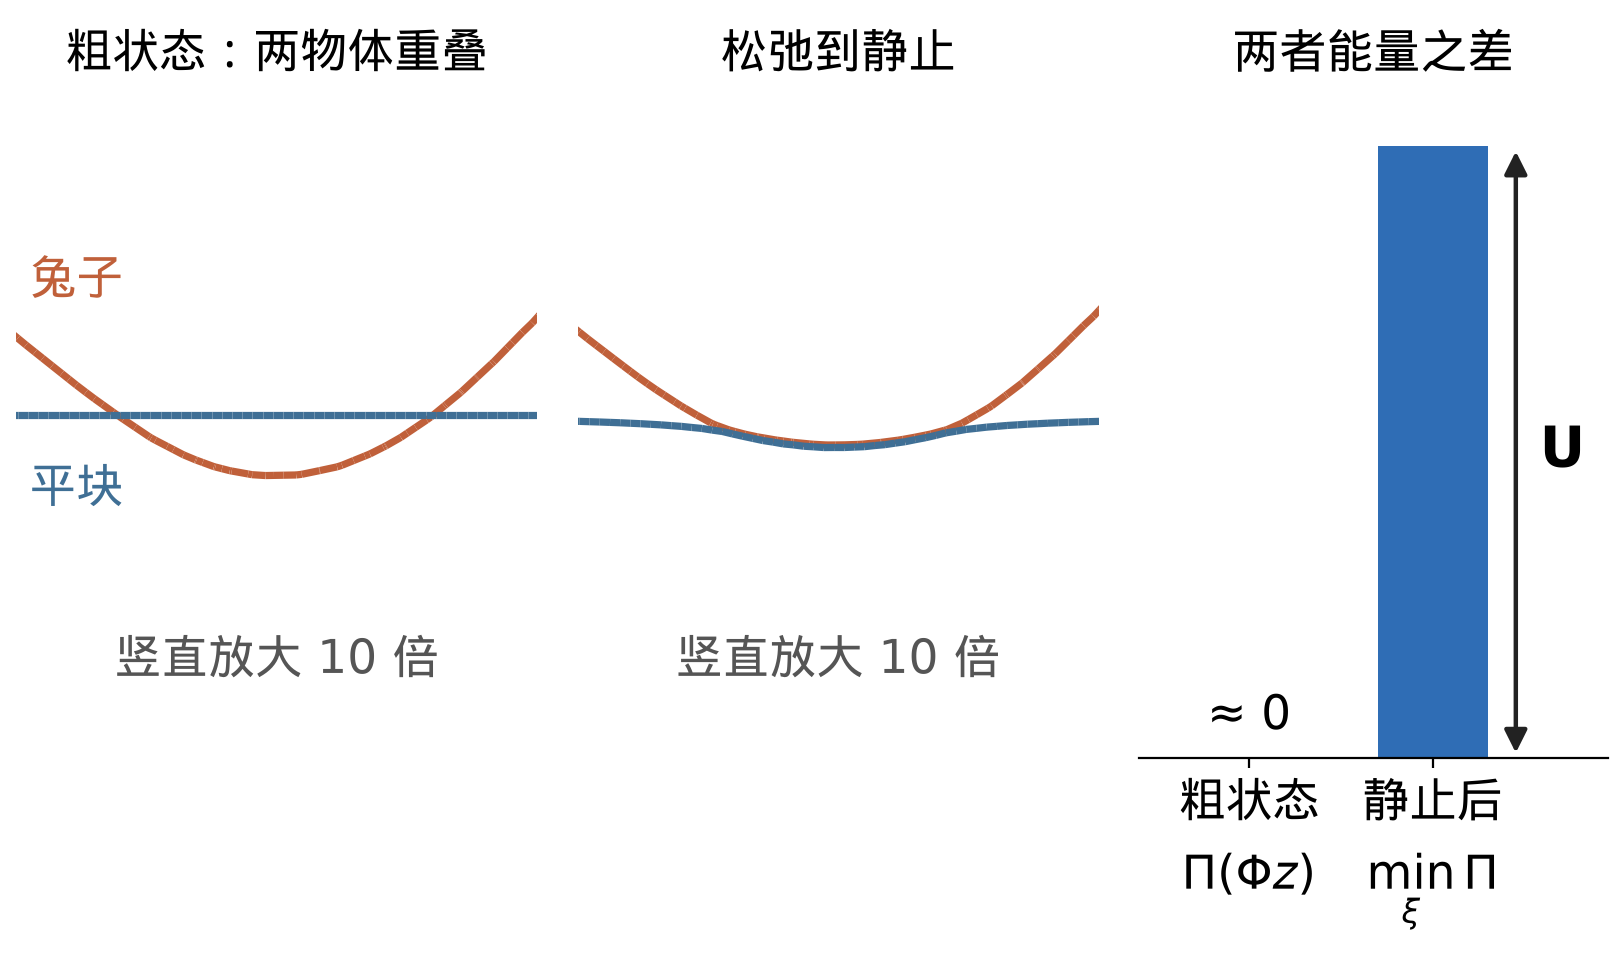 粗状态：两物体重叠
兔子
平块
竖直放大 10 倍
松弛到静止
竖直放大 10 倍
两者能量之差
U
≈ 0
粗状态
Π(Φz)
静止后
min Π
ξ